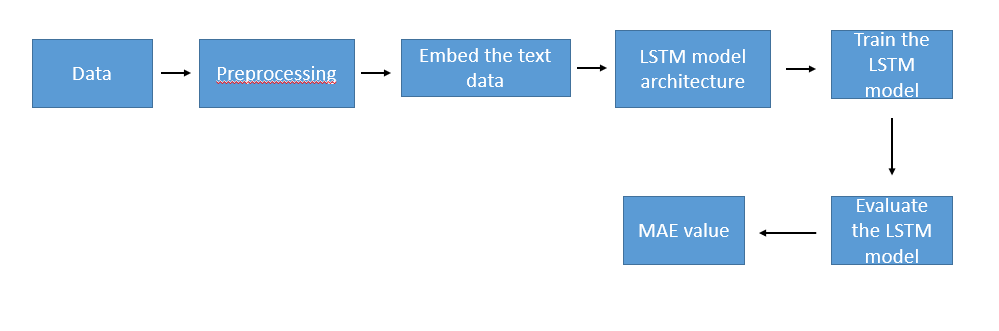 Data
Preprocessing
Embed the text
data
LSTM model
architecture
Train the
LSTM
model
MAE value
Evaluate
the LSTM
model